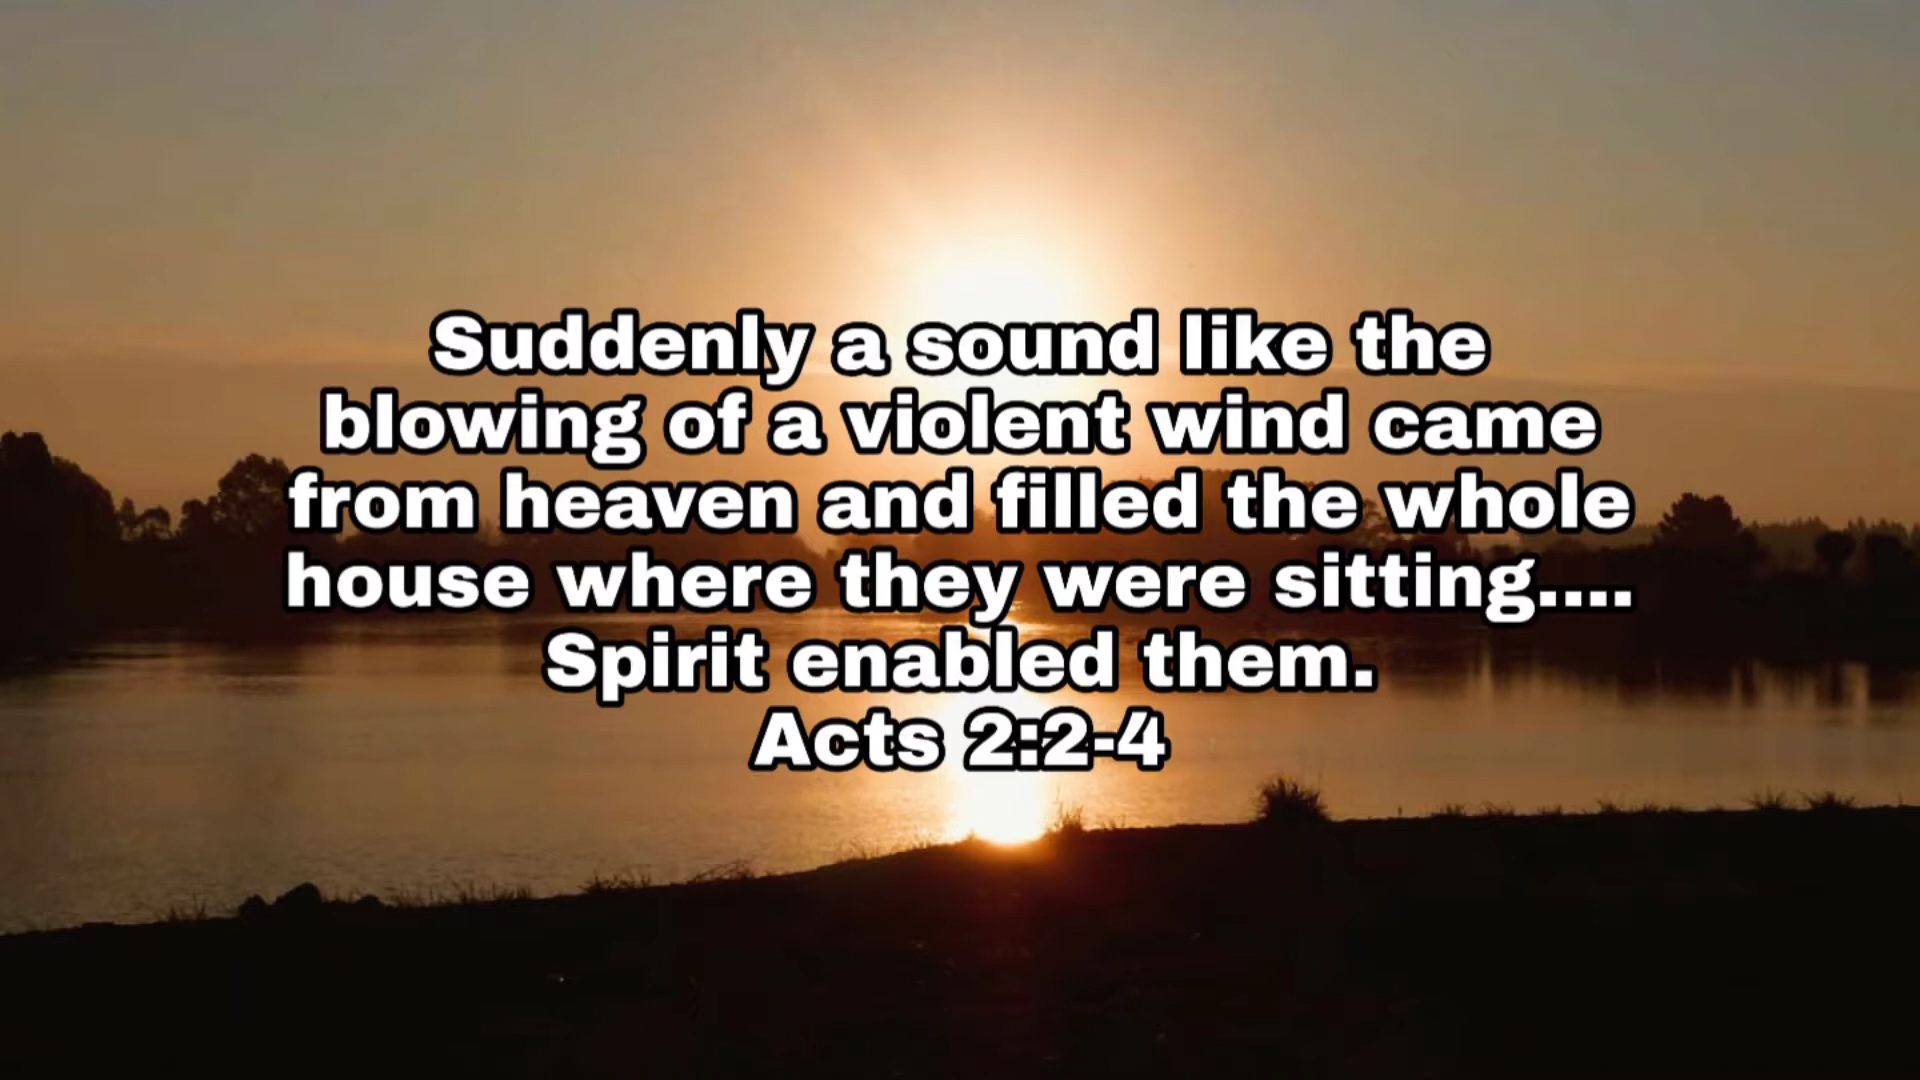 Suddenly a sound like the
blowing of a violent wind came
from heaven and filled the whole
house where they were sitting....
Spirit enabled them.
Acts 2:2-4